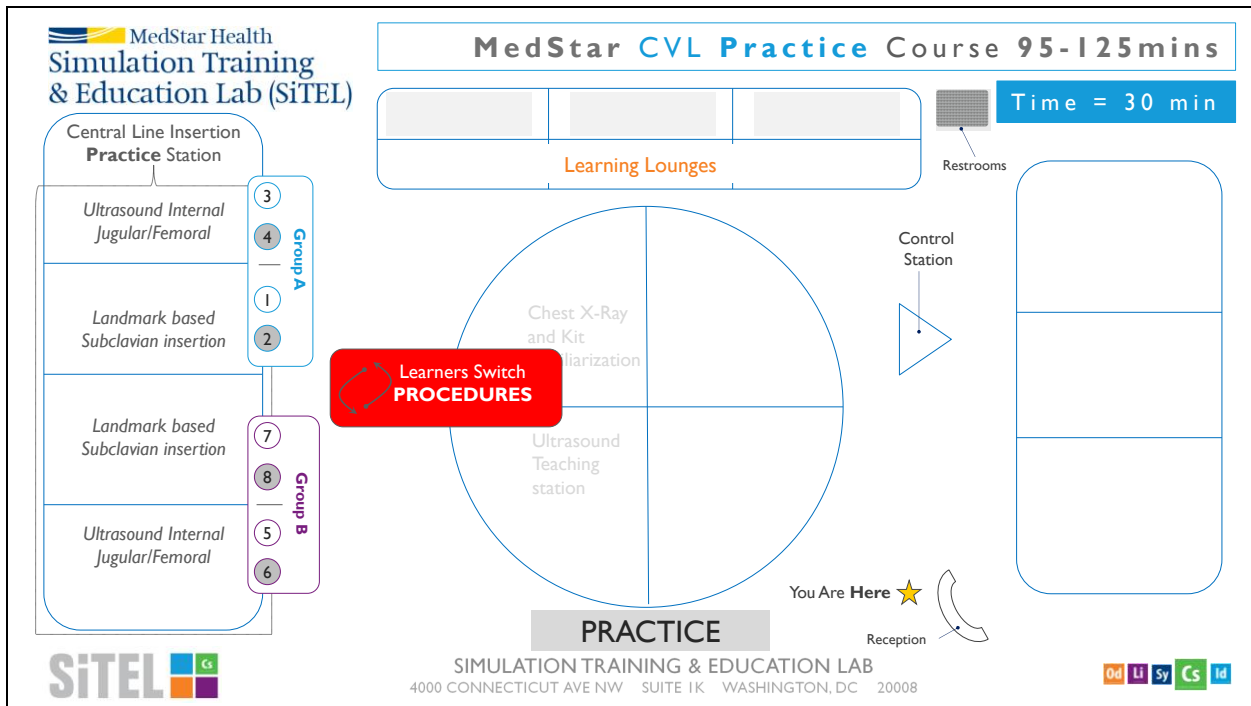 MedStar Health
Simulation Training
& Education Lab (SiTEL)
MedStar CVL Practice Course 95-125mins
Time = 30 min
Restrooms
Learning Lounges
Central Line Insertion
Practice Station
Ultrasound Internal
Jugular/Femoral
Landmark based
Subclavian insertion
Landmark based
Subclavian insertion
Ultrasound Internal
Jugular/Femoral
3
4
1
2
Group A
7
8
5
6
Group B
Learners Switch
PROCEDURES
Chest X-Ray
and Kit
Ultrasound
Teaching
station
Control
Station
You Are Here
Reception
PRACTICE
SIMULATION TRAINING & EDUCATION LAB
4000 CONNECTICUT AVE NW SUITE 1K WASHINGTON, DC 20008
SiTEL
Cs
Od
Li
Sy
Cs
Id